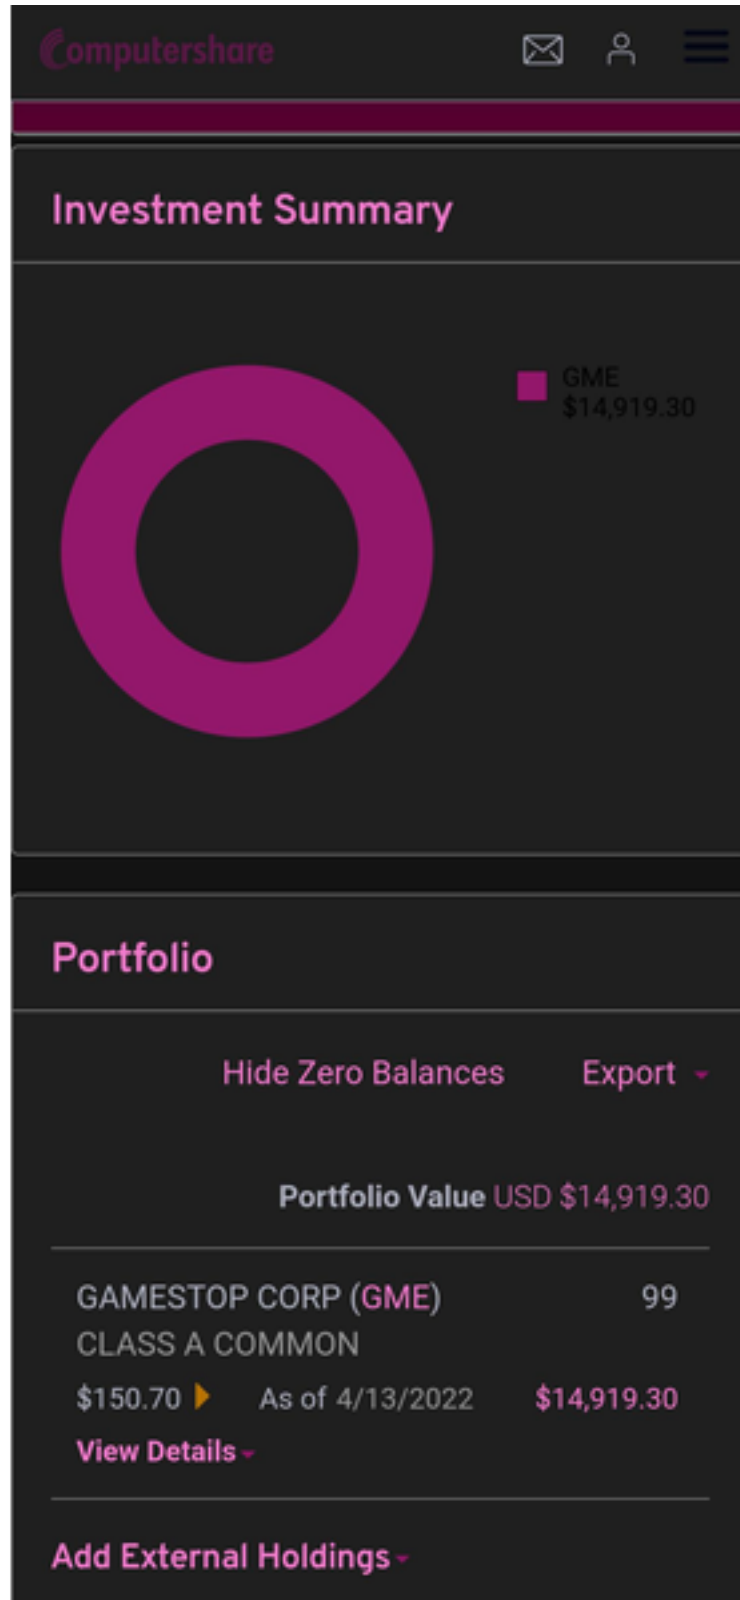 Computershare
Investment Summary
GME
$14,919.30
Portfolio
Hide Zero Balances Export
Portfolio Value USD $14,919.30
GAMESTOP CORP (GME) 99
CLASS A COMMON
$150.70 As of 4/13/2022 $14,919.30
View Details
Add External Holdings